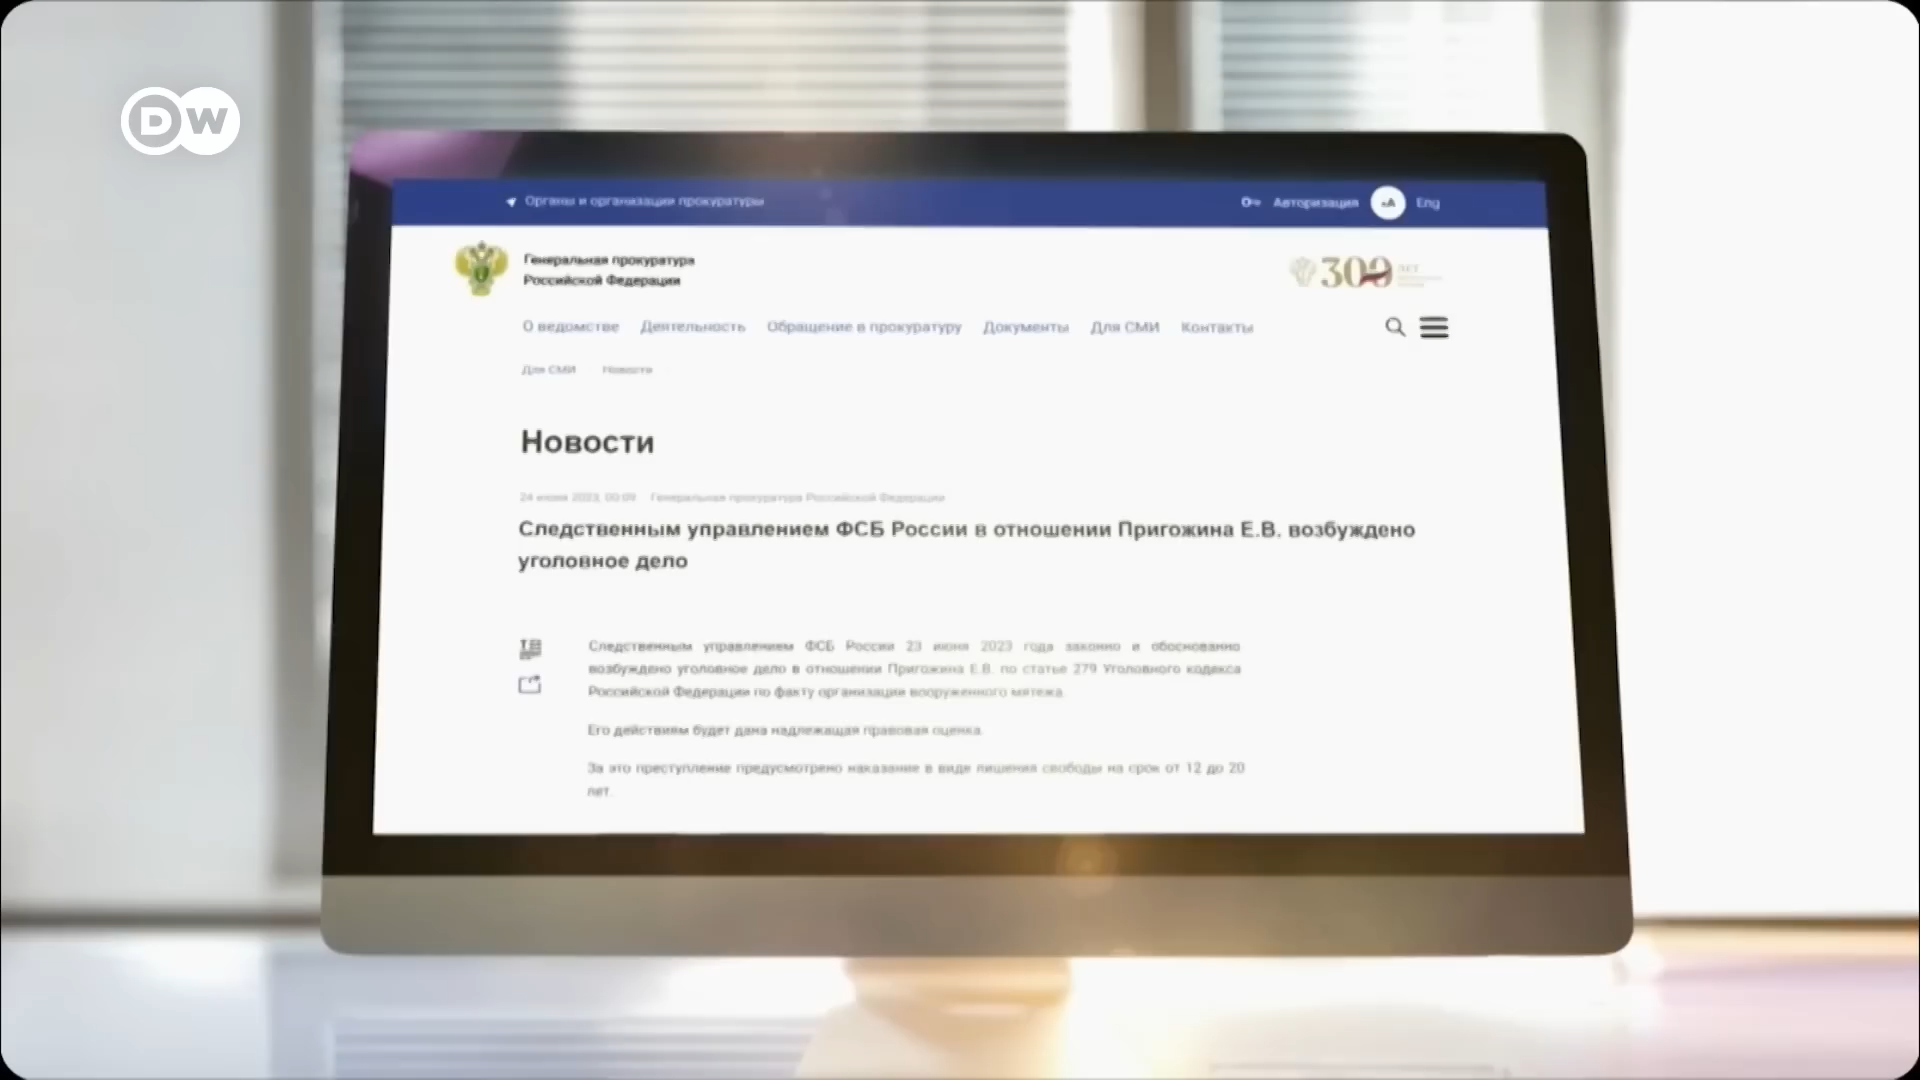 DW
Органы и организации прокуратуры
Авторизация
аА
Eng
Генеральная прокуратура
Российской Федерации
300 лет
О ведомстве Деятельность Обращение в прокуратуру Документы Для СМИ Контакты
Для СМИ Новости
Новости
24 июня 2023, 00:09 Генеральная прокуратура Российской Федерации
Следственным управлением ФСБ России в отношении Пригожина Е.В. возбуждено
уголовное дело
Следственным управлением ФСБ России 23 июня 2023 года законно и обоснованно
возбуждено уголовное дело в отношении Пригожина Е.В. по статье 279 Уголовного кодекса
Российской Федерации по факту организации вооруженного мятежа.
Его действиям будет дана надлежащая правовая оценка.
За это преступление предусмотрено наказание в виде лишения свободы на срок от 12 до 20
лет.